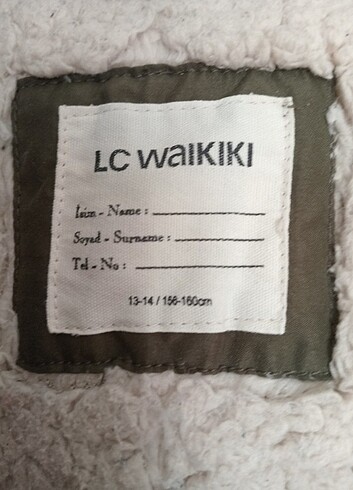 LC WAIKIKI
İsim - Name :
Soyad - Surname :
Tel - No :
13-14 / 156-160cm